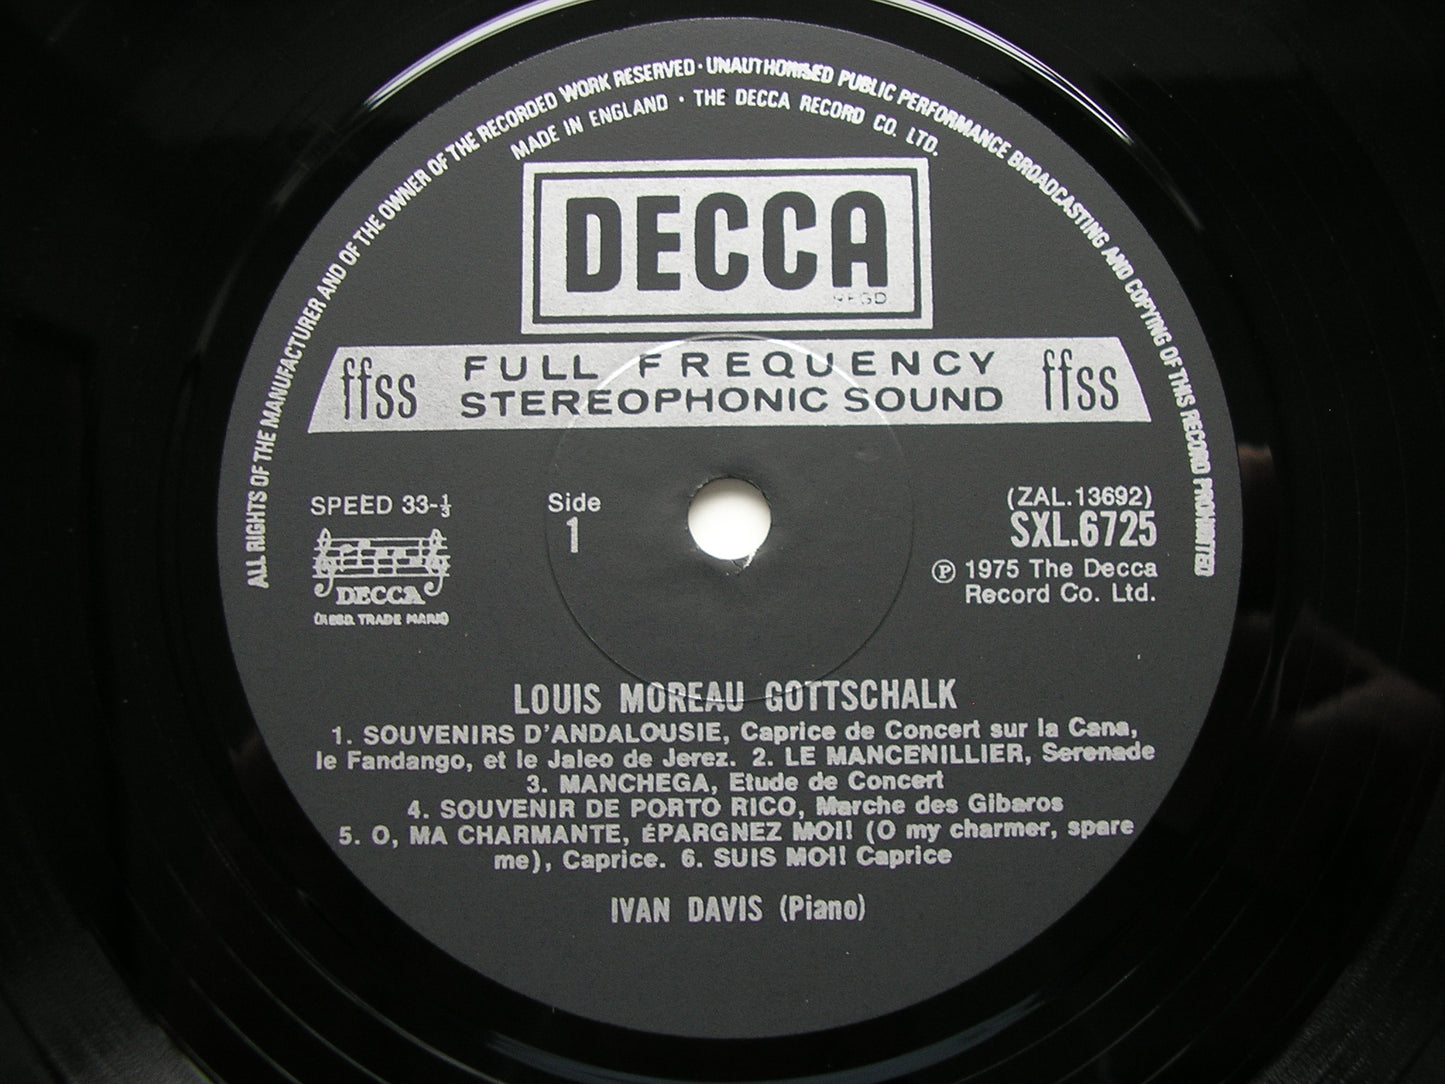 ALL RIGHTS OF THE MANUFACTURER AND OF THE OWNER OF THE RECORDED WORK RESERVED · UNAUTHORISED PUBLIC PERFORMANCE BROADCASTING AND COPYING OF THIS RECORD PROHIBITED
MADE IN ENGLAND · THE DECCA RECORD CO. LTD.
DECCA
REGD
ffss FULL FREQUENCY ffss
STEREOPHONIC SOUND
SPEED 33-⅓
Side
1
(ZAL.13692)
SXL.6725
℗ 1975 The Decca
Record Co. Ltd.
DECCA
(REGD. TRADE MARK)
LOUIS MOREAU GOTTSCHALK
1. SOUVENIRS D'ANDALOUSIE, Caprice de Concert sur la Cana,
le Fandango, et le Jaleo de Jerez. 2. LE MANCENILLIER, Serenade
3. MANCHEGA, Etude de Concert
4. SOUVENIR DE PORTO RICO, Marche des Gibaros
5. O, MA CHARMANTE, ÉPARGNEZ MOI! (O my charmer, spare
me), Caprice. 6. SUIS MOI! Caprice
IVAN DAVIS (Piano)